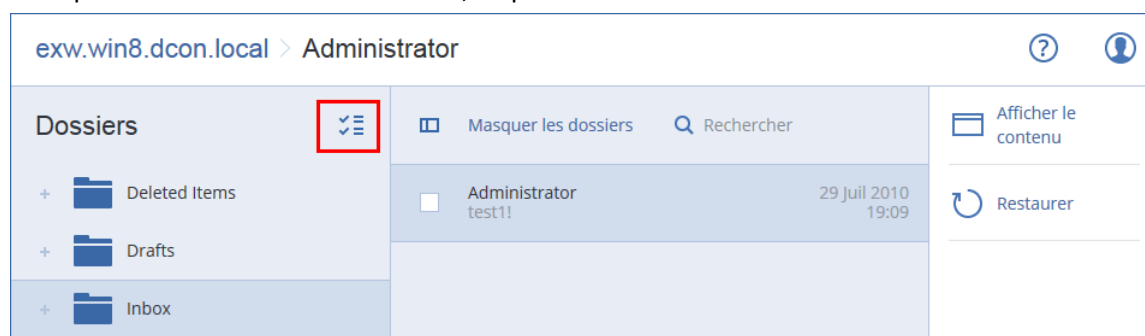 exw.win8.dcon.local > Administrator
Dossiers
Masquer les dossiers
Rechercher
Afficher le
contenu
Deleted Items
Administrator
29 Juil 2010
test1!
19:09
Restaurer
Drafts
Inbox